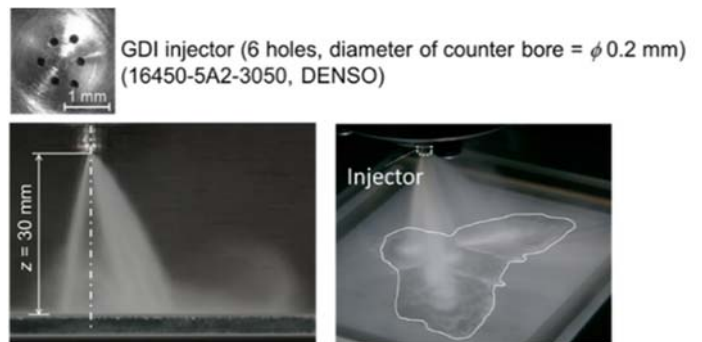 GDI injector (6 holes, diameter of counter bore = ϕ 0.2 mm)
(16450-5A2-3050, DENSO)
1 mm
z = 30 mm
Injector